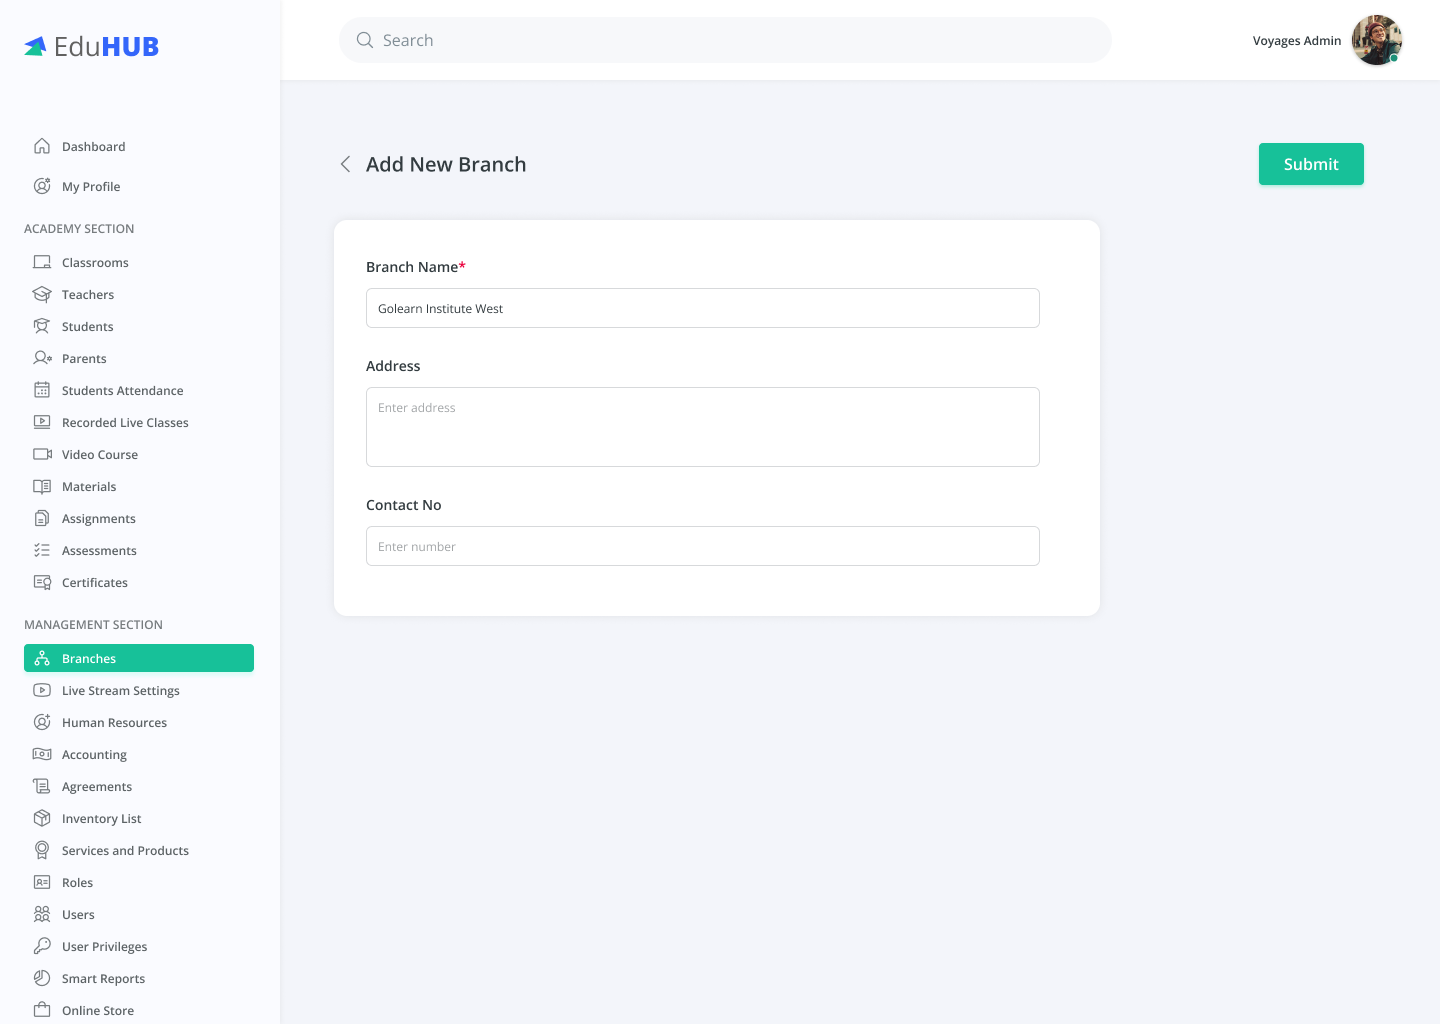 EduHUB
Search
Voyages Admin
Dashboard
My Profile
ACADEMY SECTION
Classrooms
Teachers
Students
Parents
Students Attendance
Recorded Live Classes
Video Course
Materials
Assignments
Assessments
Certificates
MANAGEMENT SECTION
Branches
Live Stream Settings
Human Resources
Accounting
Agreements
Inventory List
Services and Products
Roles
Users
User Privileges
Smart Reports
Online Store
Add New Branch
Submit
Branch Name*
Golearn Institute West
Address
Enter address
Contact No
Enter number